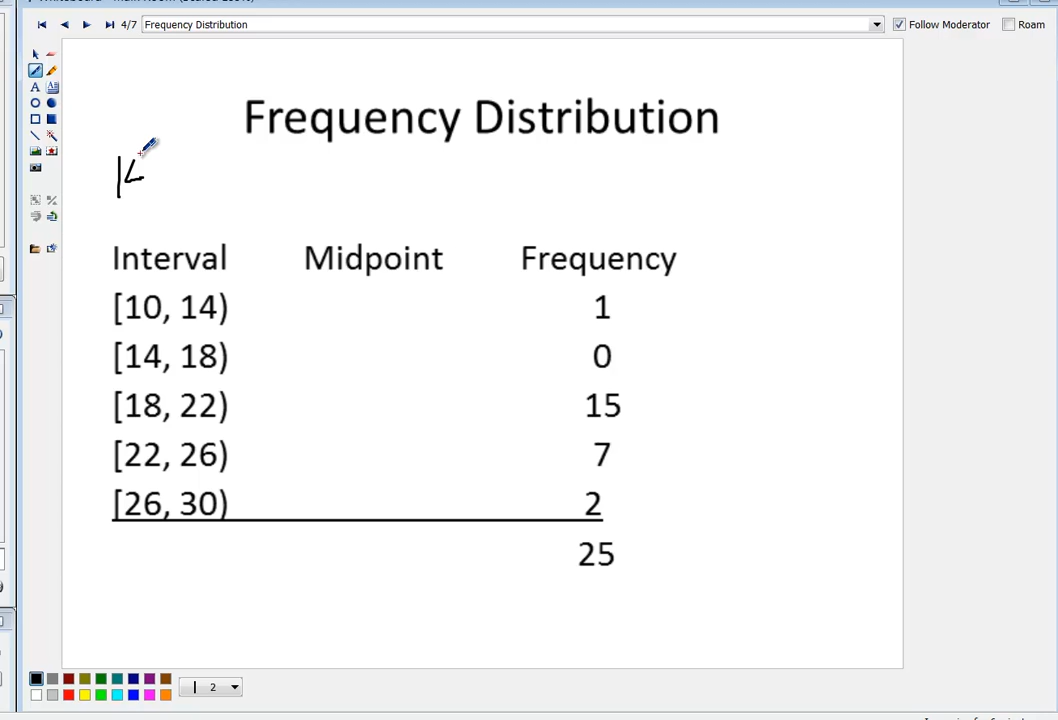 4/7 Frequency Distribution Follow Moderator Roam
Frequency Distribution
Interval Midpoint Frequency
[10, 14) 1
[14, 18) 0
[18, 22) 15
[22, 26) 7
[26, 30) 2
25
2